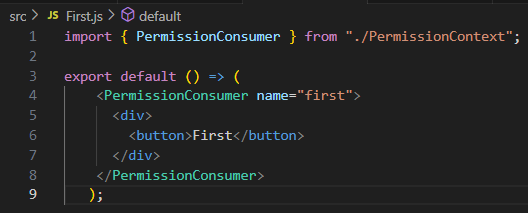 src > JS First.js > default
1 import { PermissionConsumer } from "./PermissionContext";
2
3 export default () => (
4     <PermissionConsumer name="first">
5       <div>
6         <button>First</button>
7       </div>
8     </PermissionConsumer>
9    );